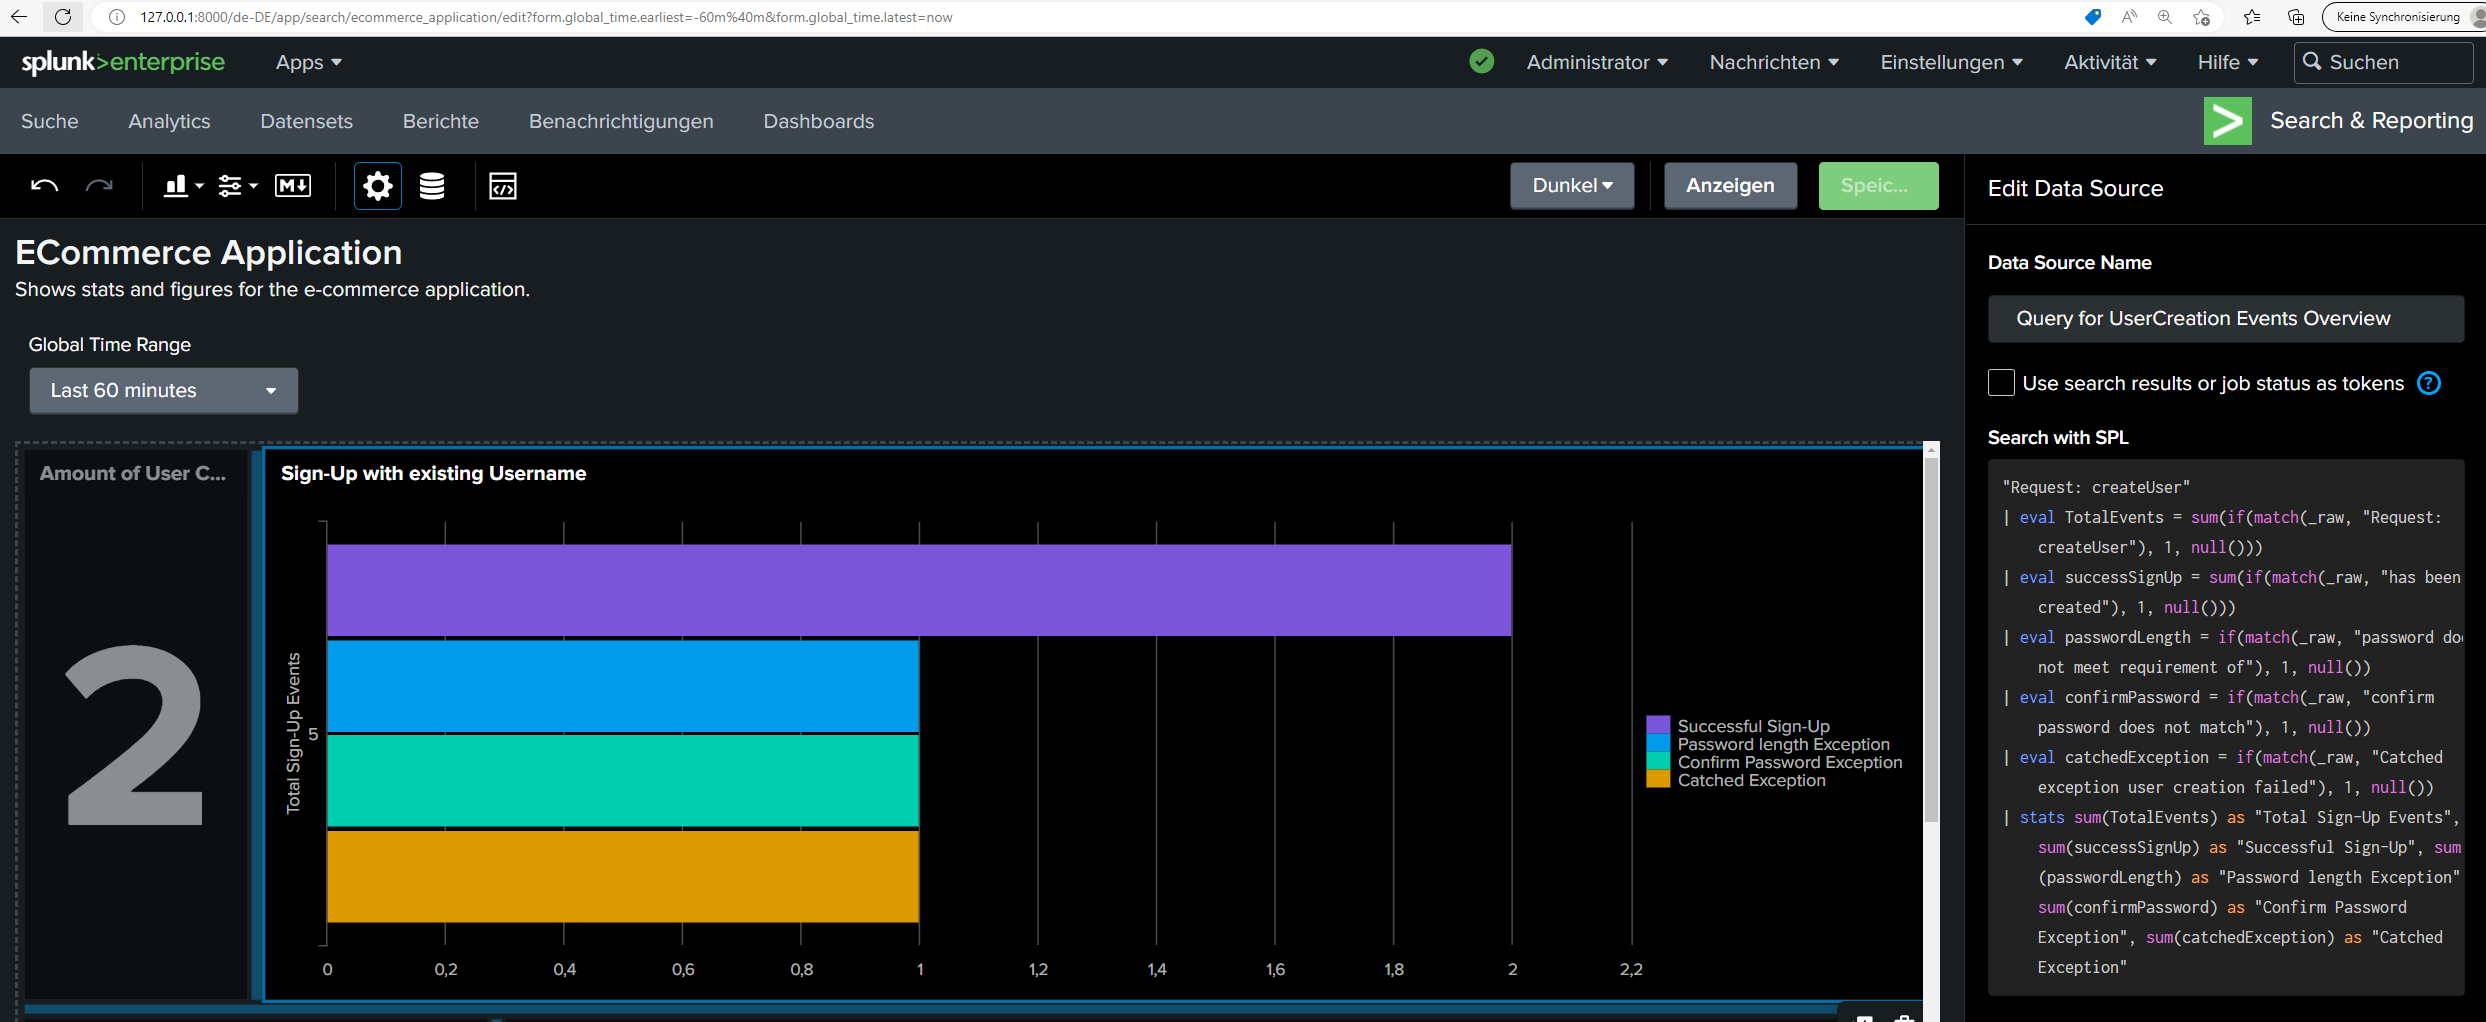 127.0.0.1:8000/de-DE/app/search/ecommerce_application/edit?form.global_time.earliest=-60m%40m&form.global_time.latest=now
Keine Synchronisierung
splunk>enterprise
Apps
Administrator
Nachrichten
Einstellungen
Aktivität
Hilfe
Suchen
Suche
Analytics
Datensets
Berichte
Benachrichtigungen
Dashboards
Search & Reporting
M
Dunkel
Anzeigen
Speic...
ECommerce Application
Shows stats and figures for the e-commerce application.
Global Time Range
Last 60 minutes
Amount of User C...
2
Sign-Up with existing Username
Total Sign-Up Events
5
0
0,2
0,4
0,6
0,8
1
1,2
1,4
1,6
1,8
2
2,2
Successful Sign-Up
Password length Exception
Confirm Password Exception
Catched Exception
Edit Data Source
Data Source Name
Query for UserCreation Events Overview
Use search results or job status as tokens ?
Search with SPL
"Request: createUser"
| eval TotalEvents = sum(if(match(_raw, "Request:
createUser"), 1, null()))
| eval successSignUp = sum(if(match(_raw, "has been
created"), 1, null()))
| eval passwordLength = if(match(_raw, "password do
not meet requirement of"), 1, null())
| eval confirmPassword = if(match(_raw, "confirm
password does not match"), 1, null())
| eval catchedException = if(match(_raw, "Catched
exception user creation failed"), 1, null())
| stats sum(TotalEvents) as "Total Sign-Up Events",
sum(successSignUp) as "Successful Sign-Up", sum
(passwordLength) as "Password length Exception"
sum(confirmPassword) as "Confirm Password
Exception", sum(catchedException) as "Catched
Exception"